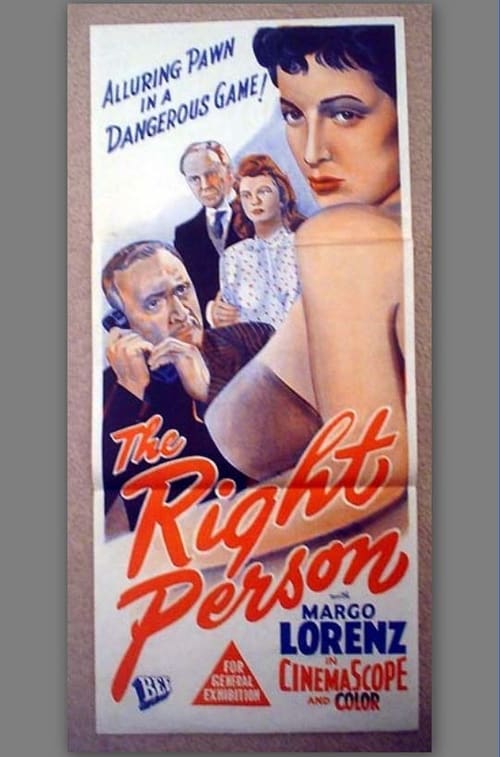 ALLURING PAWN
IN A
DANGEROUS GAME!
The
Right
Person
with
MARGO
LORENZ
IN
CINEMASCOPE
AND COLOR
FOR
GENERAL
EXHIBITION
BEF